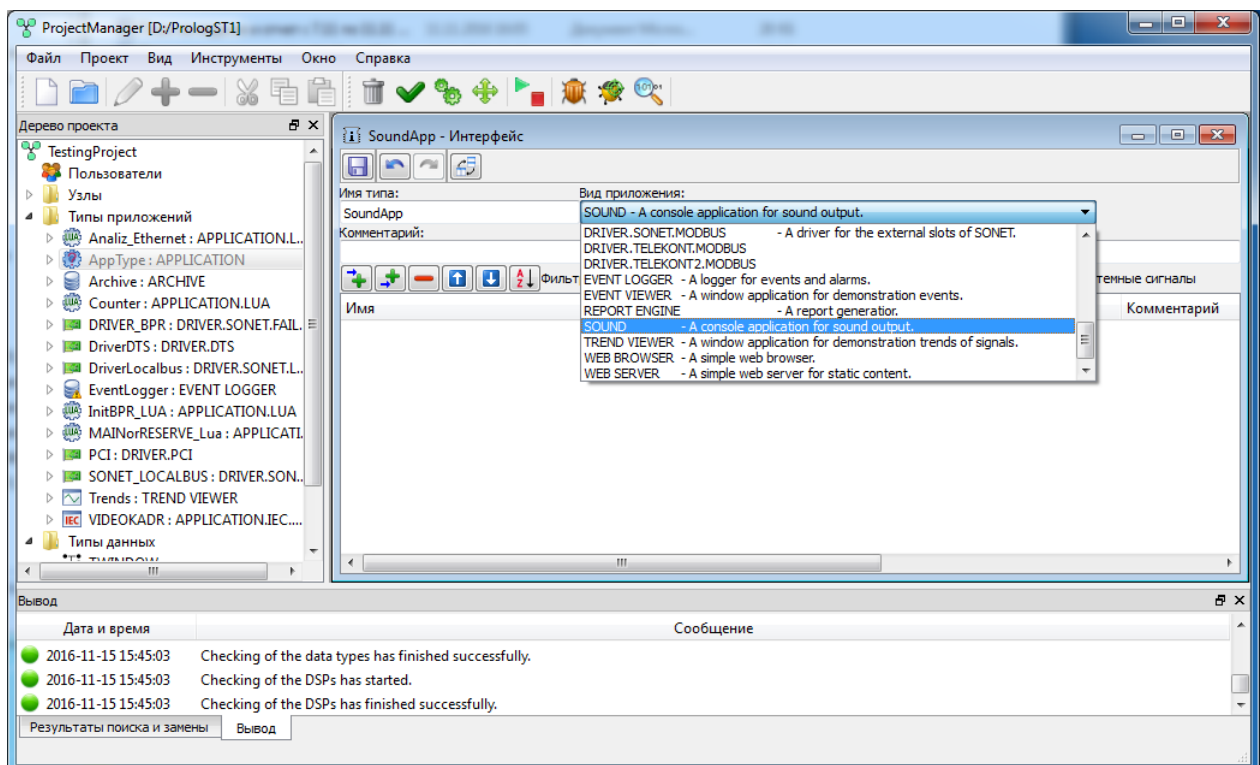 ProjectManager [D:/PrologST1]
Файл Проект Вид Инструменты Окно Справка
Дерево проекта
TestingProject
Пользователи
Узлы
Типы приложений
Analiz_Ethernet : APPLICATION.L..
AppType : APPLICATION
Archive : ARCHIVE
Counter : APPLICATION.LUA
DRIVER_BPR : DRIVER.SONET.FAIL.
DriverDTS : DRIVER.DTS
DriverLocalbus : DRIVER.SONET.L..
EventLogger : EVENT LOGGER
InitBPR_LUA : APPLICATION.LUA
MAINorRESERVE_Lua : APPLICATI.
PCI : DRIVER.PCI
SONET_LOCALBUS : DRIVER.SON..
Trends : TREND VIEWER
IEC VIDEOKADR : APPLICATION.IEC....
Типы данных
TWINDOW
SoundApp - Интерфейс
Имя типа: Вид приложения:
SoundApp SOUND - A console application for sound output.
Комментарий:
DRIVER.SONET.MODBUS - A driver for the external slots of SONET.
DRIVER.TELEKONT.MODBUS
DRIVER.TELEKONT2.MODBUS
EVENT LOGGER - A logger for events and alarms.
EVENT VIEWER - A window application for demonstration events.
REPORT ENGINE - A report generatior.
SOUND - A console application for sound output.
TREND VIEWER - A window application for demonstration trends of signals.
WEB BROWSER - A simple web browser.
WEB SERVER - A simple web server for static content.
Фильт темные сигналы
Имя Комментарий
Вывод
Дата и время Сообщение
2016-11-15 15:45:03 Checking of the data types has finished successfully.
2016-11-15 15:45:03 Checking of the DSPs has started.
2016-11-15 15:45:03 Checking of the DSPs has finished successfully.
Результаты поиска и замены Вывод